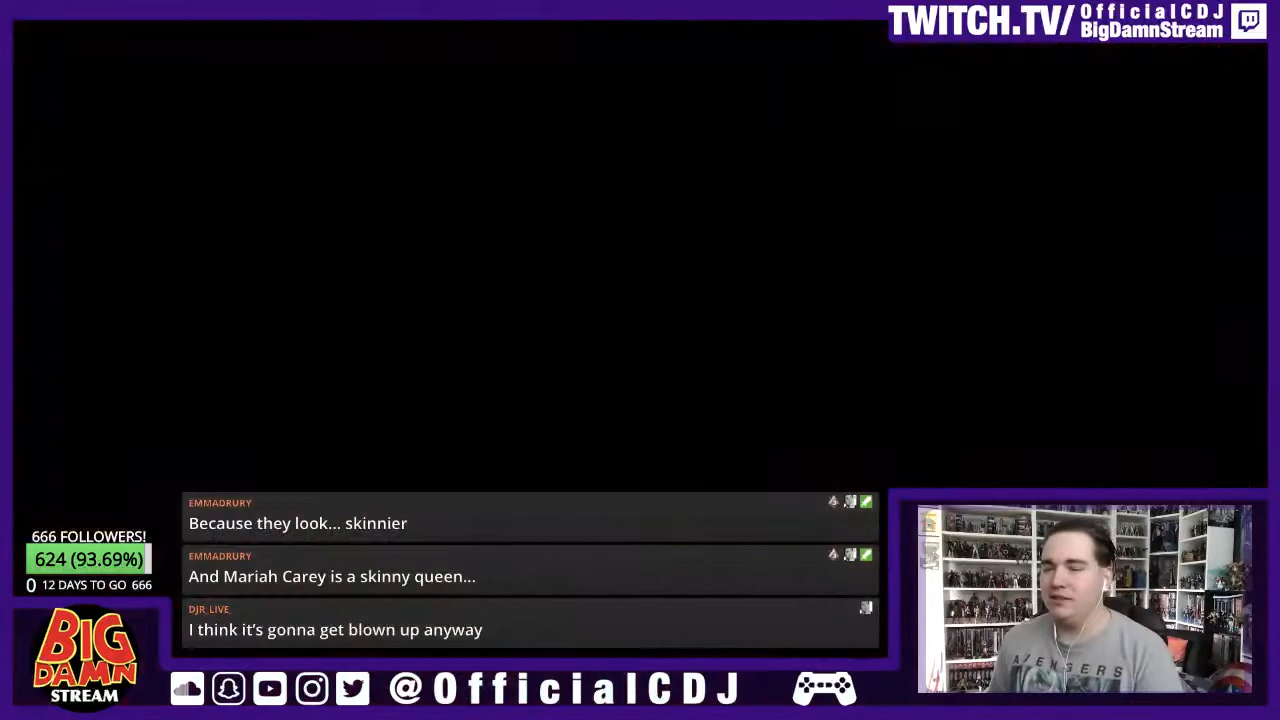 TWITCH.TV/ OfficialCDJ
BigDamnStream
EMMADRURY
Because they look... skinnier
EMMADRURY
And Mariah Carey is a skinny queen...
DJR_LIVE
I think it's gonna get blown up anyway
666 FOLLOWERS!
624 (93.69%)
0 12 DAYS TO GO 666
BIG
DAMN
STREAM
@OfficialCDJ
AVENGERS